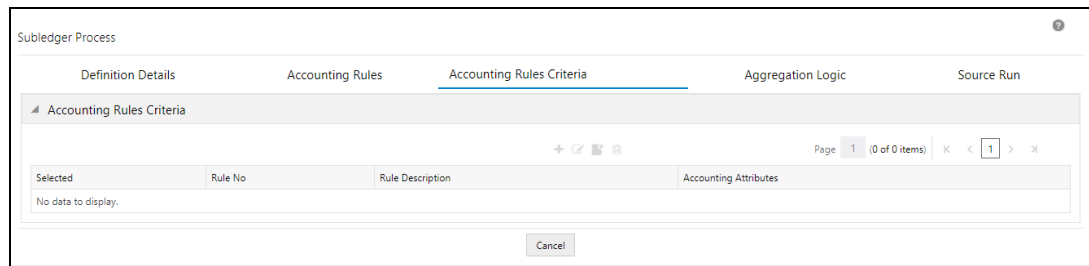 ?
Subledger Process
Definition Details Accounting Rules Accounting Rules Criteria Aggregation Logic Source Run
Accounting Rules Criteria
Page 1 (0 of 0 items) 1
Selected Rule No Rule Description Accounting Attributes
No data to display.
Cancel